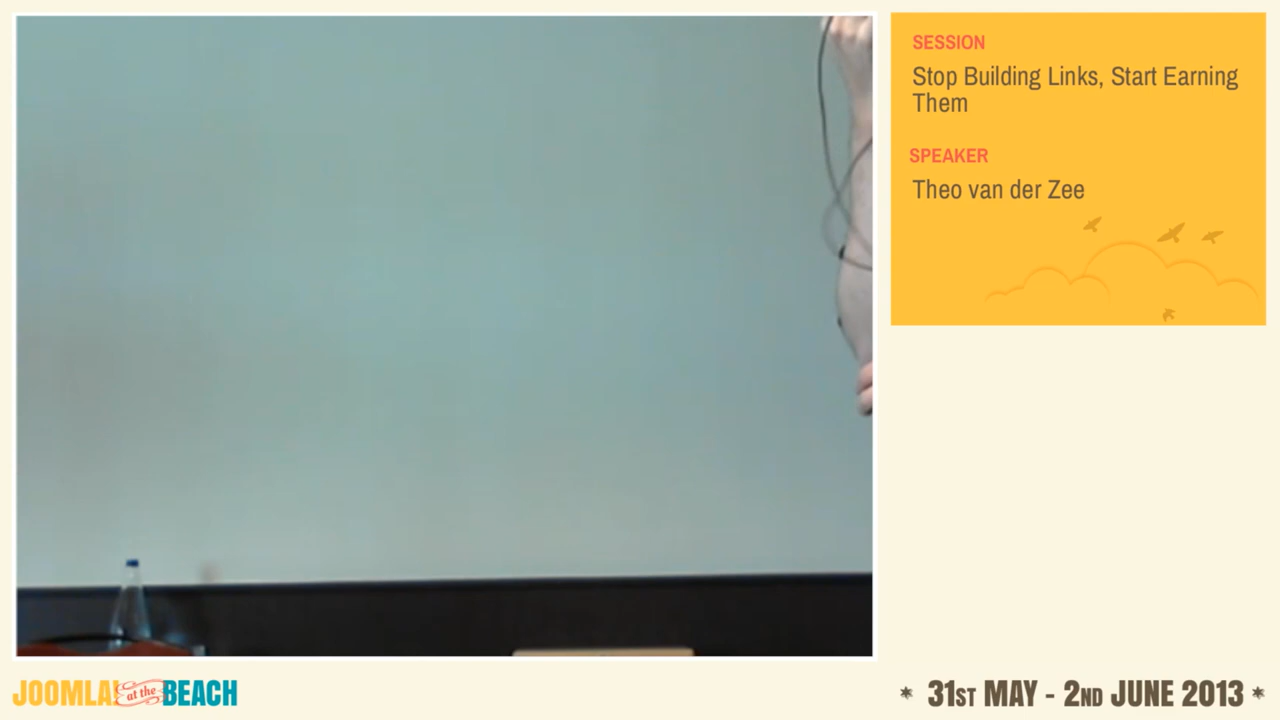 SESSION
Stop Building Links, Start Earning
Them
SPEAKER
Theo van der Zee
JOOMLA! at the BEACH
* 31ST MAY - 2ND JUNE 2013 *